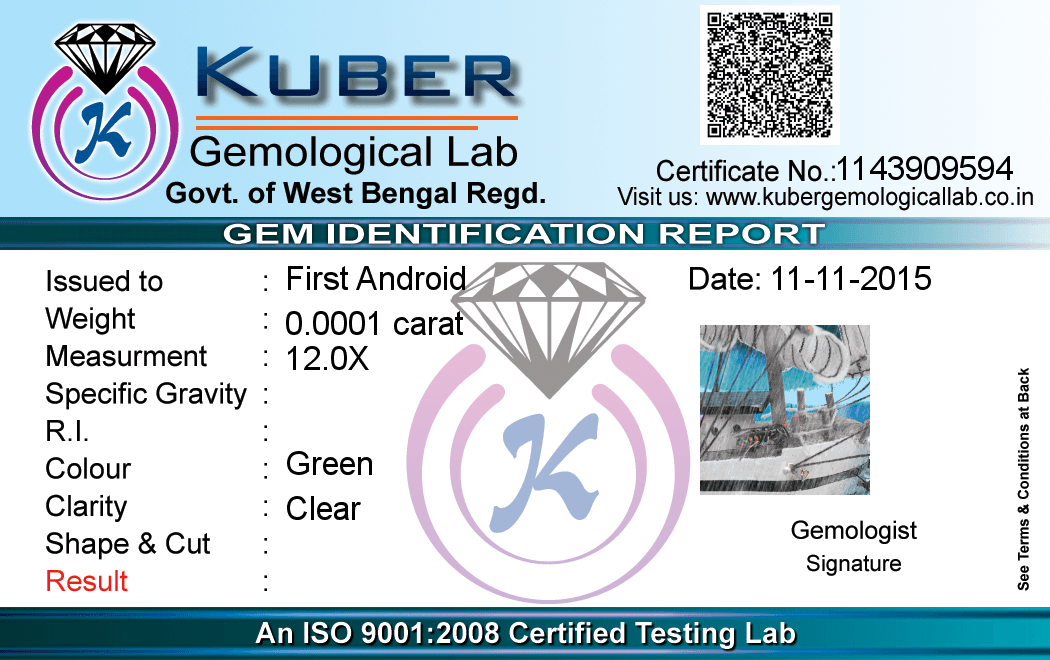 K
KUBER
Gemological Lab
Govt. of West Bengal Regd.
Certificate No.:1143909594
Visit us: www.kubergemologicallab.co.in
GEM IDENTIFICATION REPORT
Issued to : First Android
Date: 11-11-2015
Weight : 0.0001 carat
Measurment : 12.0X
Specific Gravity :
R.I. :
Colour : Green
Clarity : Clear
Shape & Cut :
Result :
K
Gemologist
Signature
See Terms & Conditions at Back
An ISO 9001:2008 Certified Testing Lab